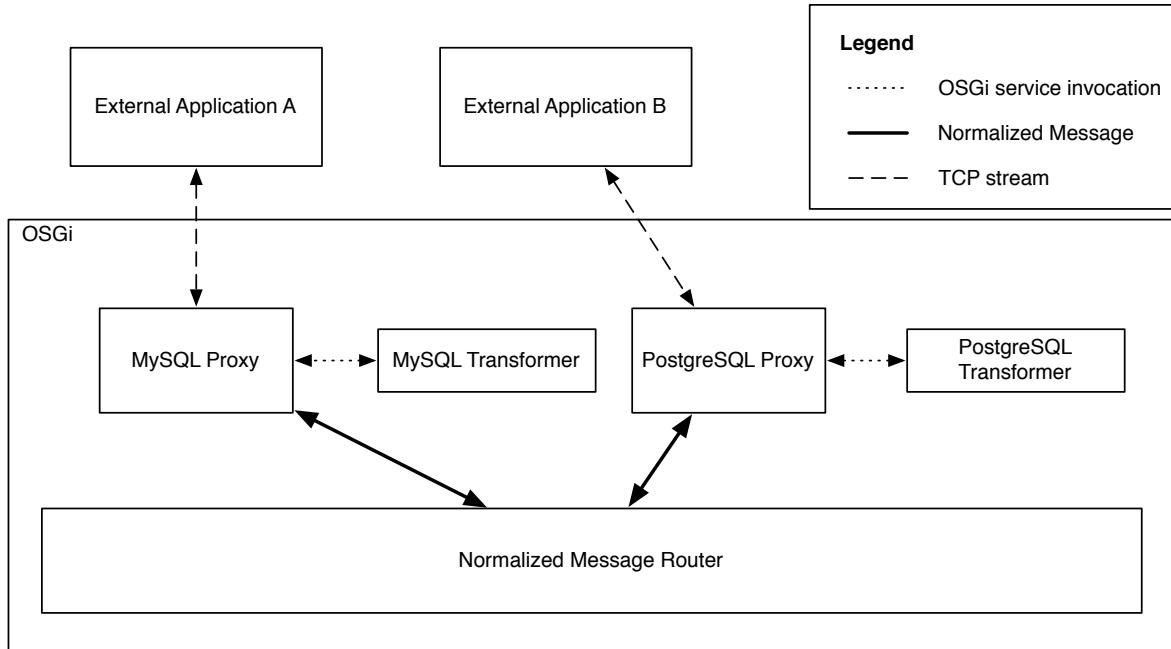 External Application A
External Application B
Legend
OSGi service invocation
Normalized Message
TCP stream
OSGi
MySQL Proxy
MySQL Transformer
PostgreSQL Proxy
PostgreSQL
Transformer
Normalized Message Router